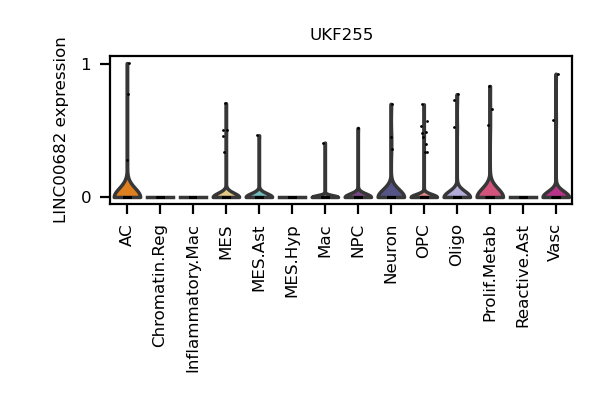 UKF255
LINC00682 expression
1
0
AC
Chromatin.Reg
Inflammatory.Mac
MES
MES.Ast
MES.Hyp
Mac
NPC
Neuron
OPC
Oligo
Prolif.Metab
Reactive.Ast
Vasc